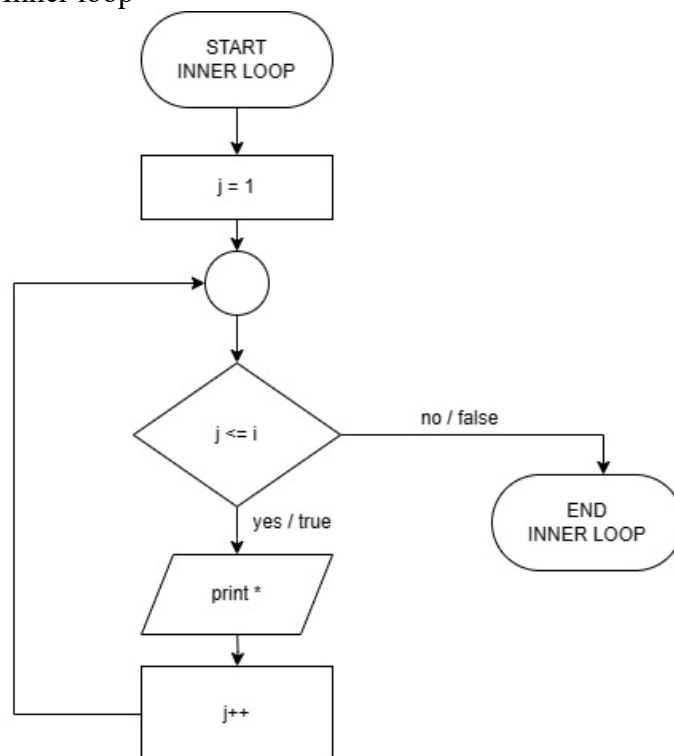 Inner loop
START
INNER LOOP
j = 1
j <= i
no / false
END
INNER LOOP
yes / true
print *
j++